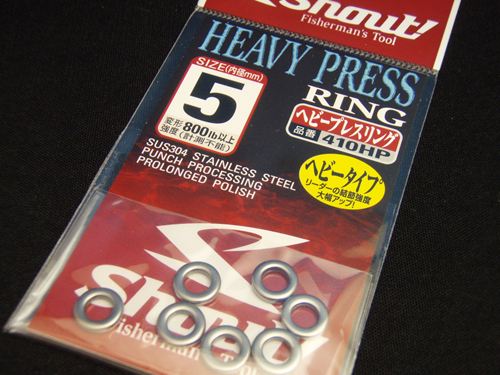 Shout!
Fisherman's Tool
HEAVY PRESS
RING
SIZE(内径mm)
5
変形 800lb以上
強度(計測不能)
ヘビープレスリング
品番 410HP
SUS304 STAINLESS STEEL
PUNCH PROCESSING
PROLONGED POLISH
ヘビータイプ
リーダーの結節強度
大幅アップ!
Shout!
Fisherman's Tool